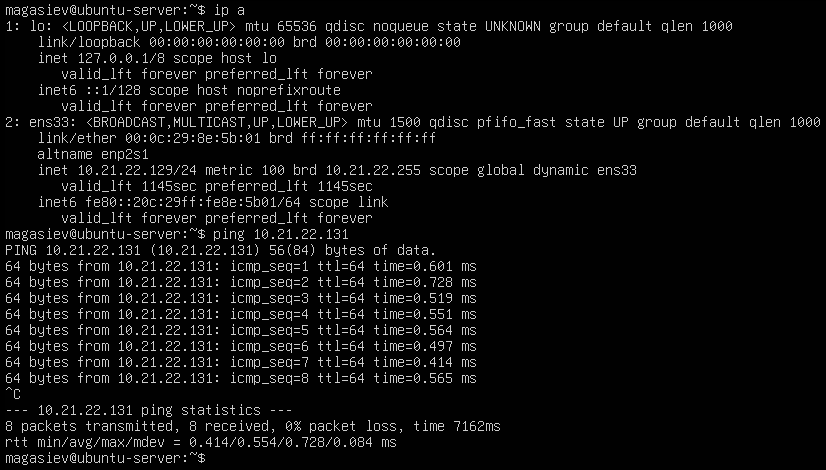 magasiev@ubuntu-server:~$ ip a
1: lo: <LOOPBACK,UP,LOWER_UP> mtu 65536 qdisc noqueue state UNKNOWN group default qlen 1000
    link/loopback 00:00:00:00:00:00 brd 00:00:00:00:00:00
    inet 127.0.0.1/8 scope host lo
       valid_lft forever preferred_lft forever
    inet6 ::1/128 scope host noprefixroute
       valid_lft forever preferred_lft forever
2: ens33: <BROADCAST,MULTICAST,UP,LOWER_UP> mtu 1500 qdisc pfifo_fast state UP group default qlen 1000
    link/ether 00:0c:29:8e:5b:01 brd ff:ff:ff:ff:ff:ff
    altname enp2s1
    inet 10.21.22.129/24 metric 100 brd 10.21.22.255 scope global dynamic ens33
       valid_lft 1145sec preferred_lft 1145sec
    inet6 fe80::20c:29ff:fe8e:5b01/64 scope link
       valid_lft forever preferred_lft forever
magasiev@ubuntu-server:~$ ping 10.21.22.131
PING 10.21.22.131 (10.21.22.131) 56(84) bytes of data.
64 bytes from 10.21.22.131: icmp_seq=1 ttl=64 time=0.601 ms
64 bytes from 10.21.22.131: icmp_seq=2 ttl=64 time=0.728 ms
64 bytes from 10.21.22.131: icmp_seq=3 ttl=64 time=0.519 ms
64 bytes from 10.21.22.131: icmp_seq=4 ttl=64 time=0.551 ms
64 bytes from 10.21.22.131: icmp_seq=5 ttl=64 time=0.564 ms
64 bytes from 10.21.22.131: icmp_seq=6 ttl=64 time=0.497 ms
64 bytes from 10.21.22.131: icmp_seq=7 ttl=64 time=0.414 ms
64 bytes from 10.21.22.131: icmp_seq=8 ttl=64 time=0.565 ms
^C
--- 10.21.22.131 ping statistics ---
8 packets transmitted, 8 received, 0% packet loss, time 7162ms
rtt min/avg/max/mdev = 0.414/0.554/0.728/0.084 ms
magasiev@ubuntu-server:~$